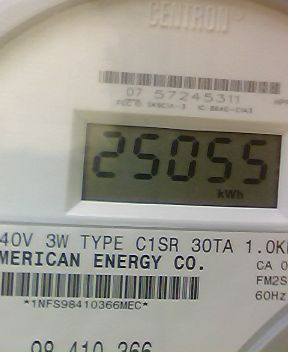 CENTRON
07 57245311
25055
kWh
40V 3W TYPE C1SR 30TA 1.0K
MERICAN ENERGY CO.
CA 0
FM2S
*1NFS98410366MEC*
60Hz
98 410 366